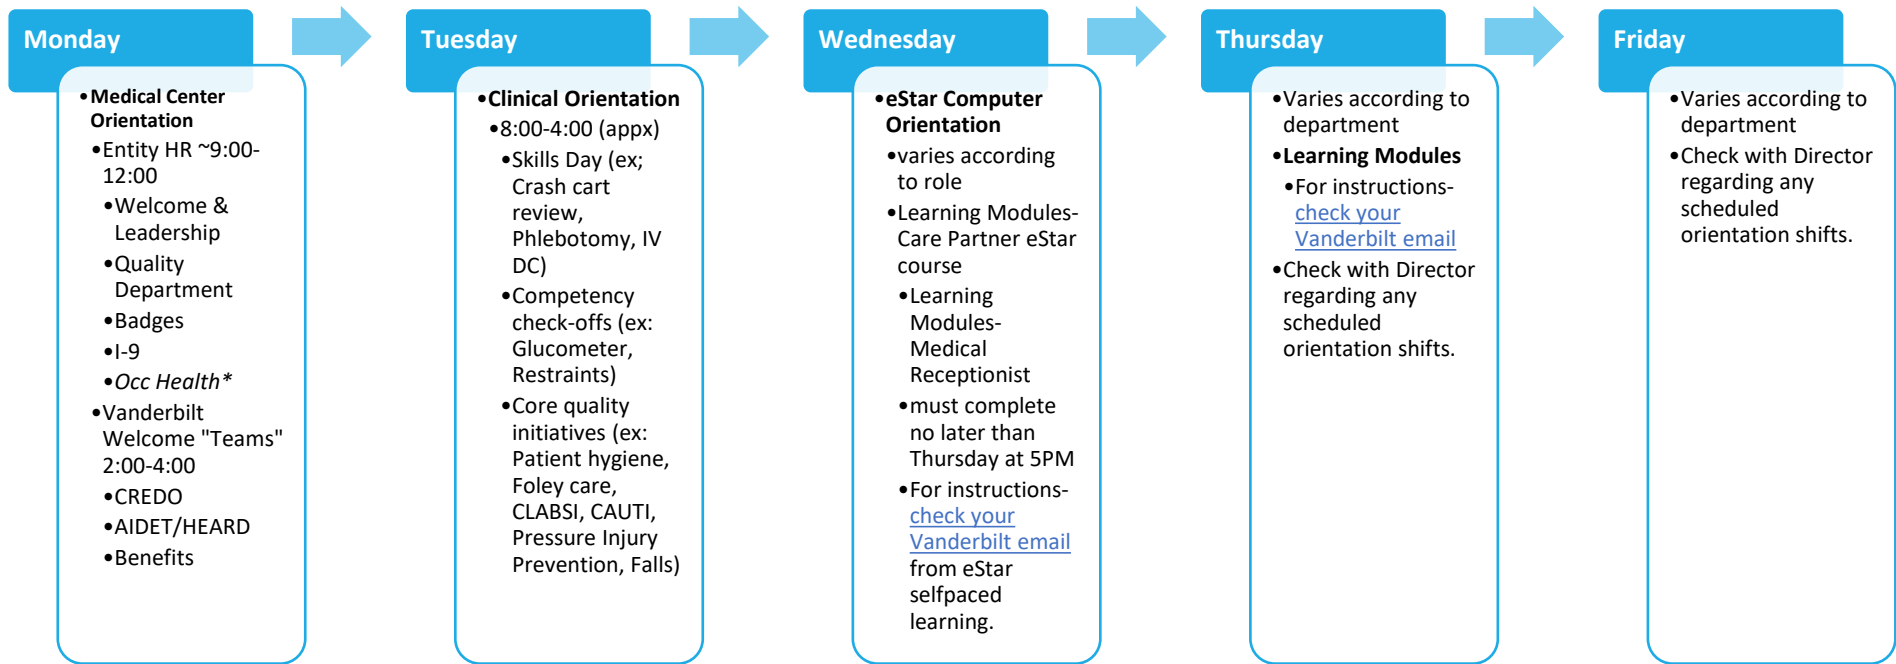 Monday
•Medical Center
Orientation
•Entity HR ~9:00-
12:00
•Welcome &
Leadership
•Quality
Department
•Badges
•I-9
•Occ Health*
•Vanderbilt
Welcome "Teams"
2:00-4:00
•CREDO
•AIDET/HEARD
•Benefits
Tuesday
•Clinical Orientation
•8:00-4:00 (appx)
•Skills Day (ex;
Crash cart
review,
Phlebotomy, IV
DC)
•Competency
check-offs (ex:
Glucometer,
Restraints)
•Core quality
initiatives (ex:
Patient hygiene,
Foley care,
CLABSI, CAUTI,
Pressure Injury
Prevention, Falls)
Wednesday
•eStar Computer
Orientation
•varies according
to role
•Learning Modules-
Care Partner eStar
course
•Learning
Modules-
Medical
Receptionist
•must complete
no later than
Thursday at 5PM
•For instructions-
check your
Vanderbilt email
from eStar
selfpaced
learning.
Thursday
•Varies according to
department
•Learning Modules
•For instructions-
check your
Vanderbilt email
•Check with Director
regarding any
scheduled
orientation shifts.
Friday
•Varies according to
department
•Check with Director
regarding any
scheduled
orientation shifts.